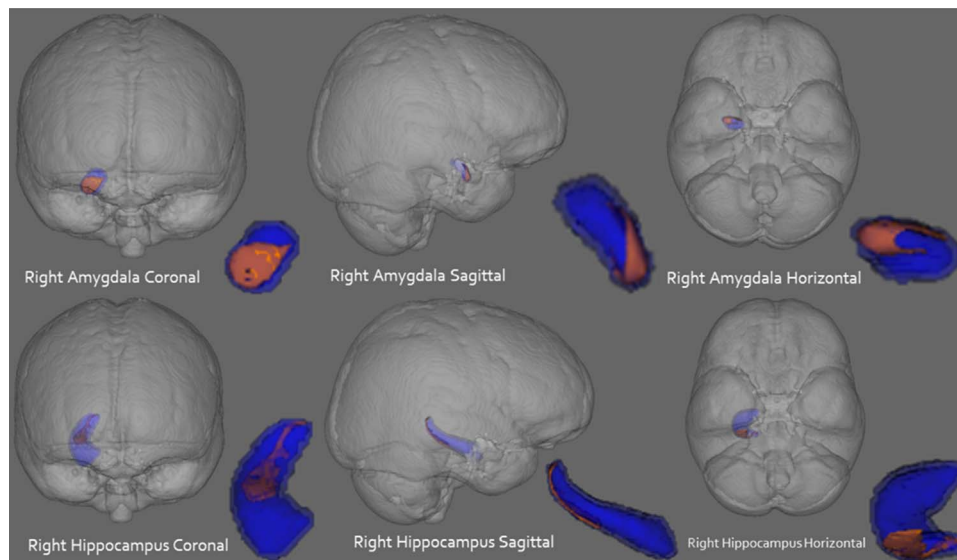 Right Amygdala Coronal
Right Amygdala Sagittal
Right Amygdala Horizontal
Right Hippocampus Coronal
Right Hippocampus Sagittal
Right Hippocampus Horizontal